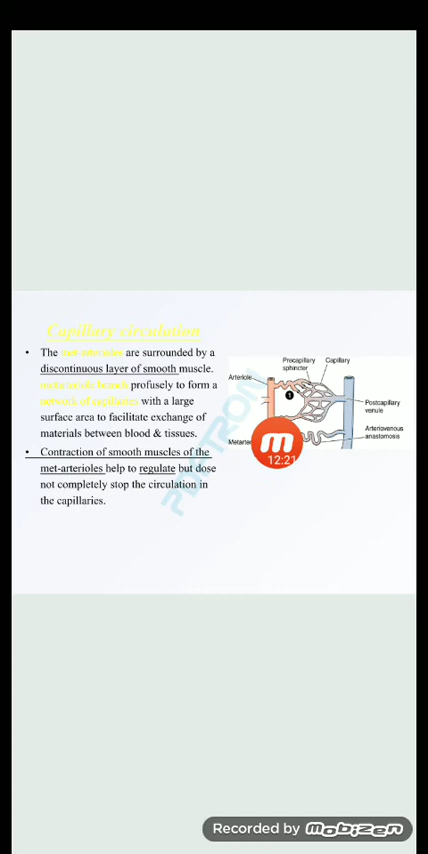 Capillary circulation
• The met-arterioles are surrounded by a
discontinuous layer of smooth muscle.
branch profusely to form a
network of capillaries with a large
surface area to facilitate exchange of
materials between blood & tissues.
• Contraction of smooth muscles of the
met-arterioles help to regulate but dose
not completely stop the circulation in
the capillaries.
Precapillary
sphincter
Capillary
Arteriole
1
Postcapillary
venule
Arteriovenous
anastomosis
Metarter
12:21
PDFTRON
Recorded by mobizen